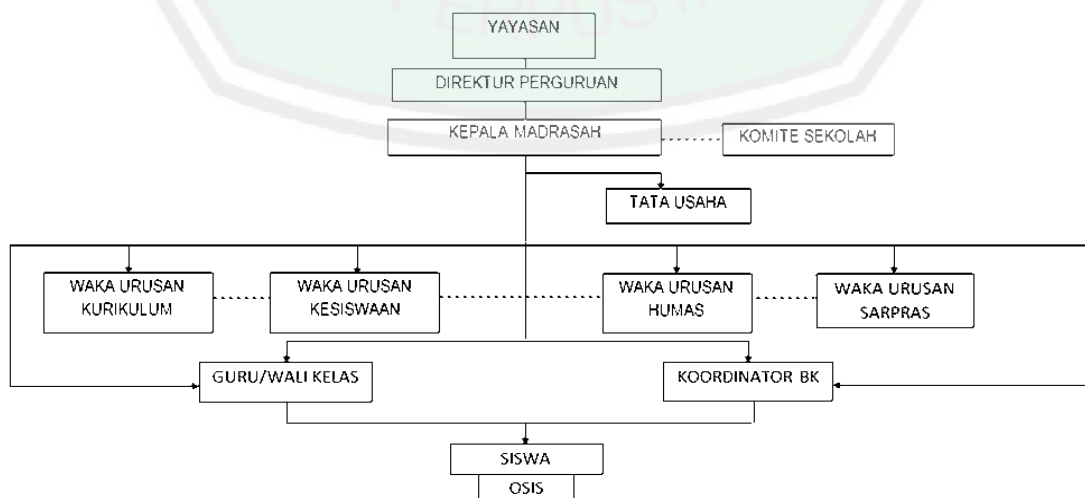 YAYASAN
DIREKTUR PERGURUAN
KEPALA MADRASAH
KOMITE SEKOLAH
TATA USAHA
WAKA URUSAN
KURIKULUM
WAKA URUSAN
KESISWAAN
WAKA URUSAN
HUMAS
WAKA URUSAN
SARPRAS
GURU/WALI KELAS
KOORDINATOR BK
SISWA
OSIS